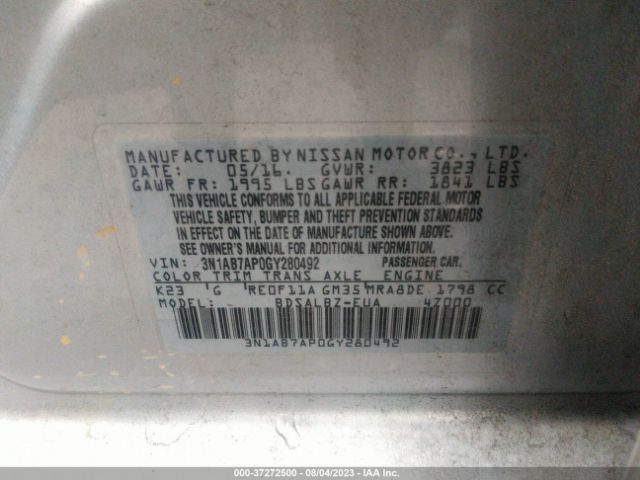 MANUFACTURED BY NISSAN MOTOR CO., LTD.
DATE: 05/16. GVWR: 3823 LBS
GAWR FR: 1995 LBS GAWR RR: 1841 LBS
THIS VEHICLE CONFORMS TO ALL APPLICABLE FEDERAL MOTOR
VEHICLE SAFETY, BUMPER AND THEFT PREVENTION STANDARDS
IN EFFECT ON THE DATE OF MANUFACTURE SHOWN ABOVE.
SEE OWNER'S MANUAL FOR ADDITIONAL INFORMATION.
VIN: 3N1AB7AP0GY280492 PASSENGER CAR.
COLOR TRIM TRANS AXLE ENGINE
K23 'G RE0F11A GM35 MRA8DE 1798 CC
MODEL: BDSALBZ-EUA 4Z000
3N1AB7AP0GY280492
000-37272500 - 08/04/2023 - IAA Inc.